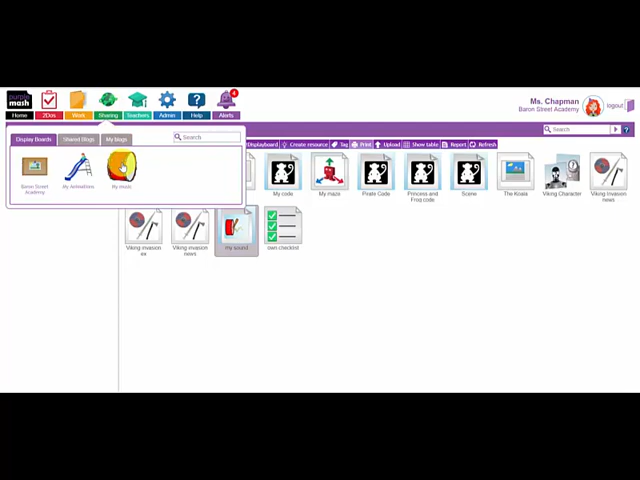 purple
mash
Home
2Dos
Work
Sharing
Teachers
Admin
Help
Alerts
4
Ms. Chapman
Baron Street Academy
logout
Display Boards
Shared Blogs
My blogs
Search
Search
?
Displayboard
Create resource
Tag
Print
Upload
Show table
Report
Refresh
Baron Street
Academy
My Animations
My music
My code
My maze
Pirate Code
Princess and
Frog code
Scene
The Koala
Viking Character
Viking Invasion
news
Viking invasion
ex
Viking invasion
news
my sound
own checklist